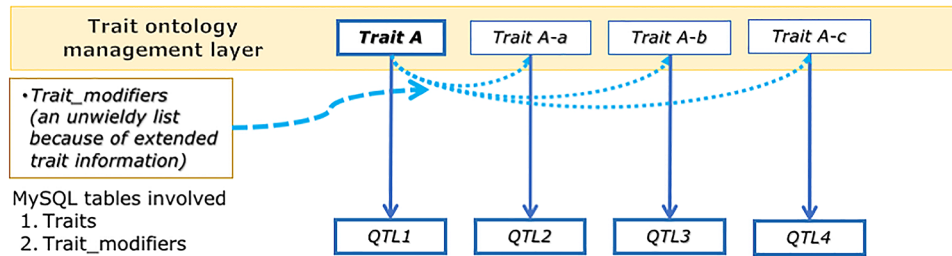 Trait ontology
management layer
Trait A
Trait A-a
Trait A-b
Trait A-c
•Trait_modifiers
(an unwieldy list
because of extended
trait information)
MySQL tables involved
1. Traits
2. Trait_modifiers
QTL1
QTL2
QTL3
QTL4